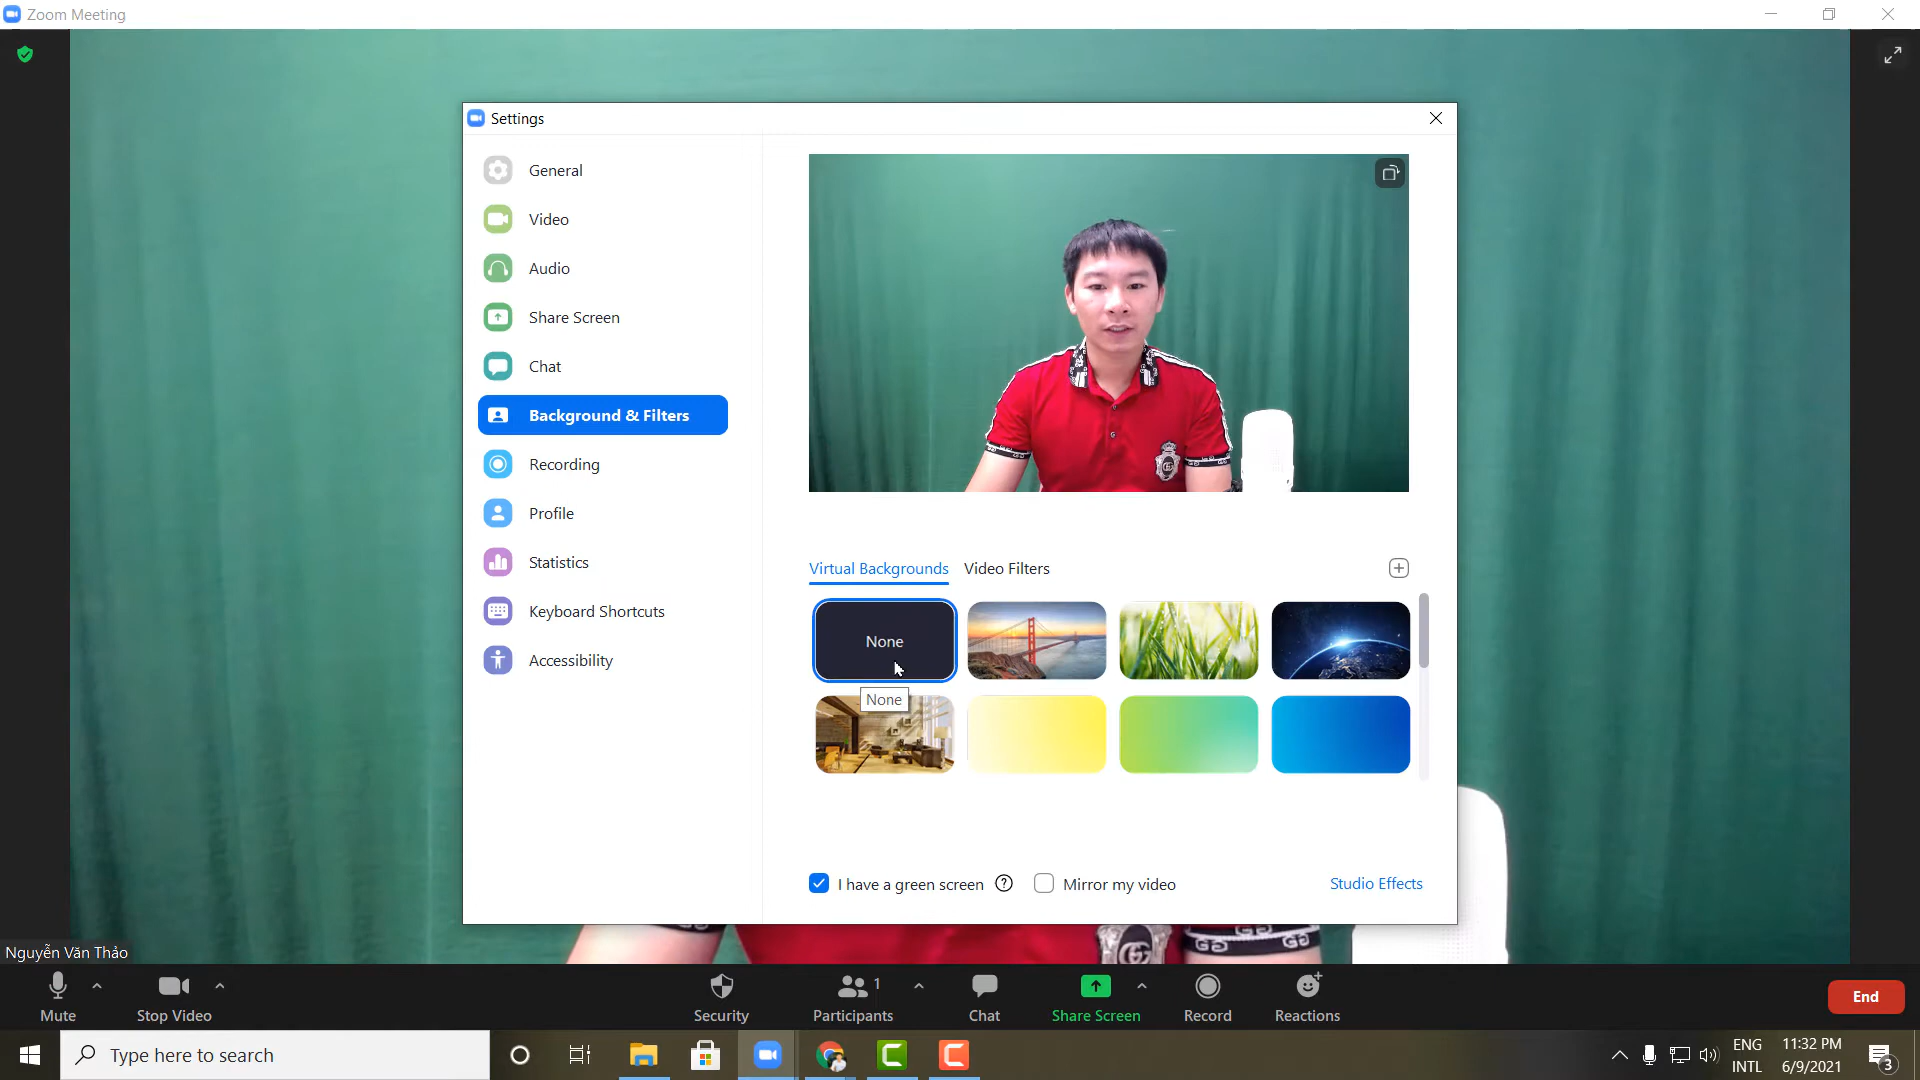 Zoom Meeting
Settings
General
Video
Audio
Share Screen
Chat
Background & Filters
Recording
Profile
Statistics
Keyboard Shortcuts
Accessibility
Virtual Backgrounds
Video Filters
None
None
I have a green screen
Mirror my video
Studio Effects
Nguyễn Văn Thảo
Mute
Stop Video
Security
1
Participants
Chat
Share Screen
Record
Reactions
End
Type here to search
ENG
INTL
11:32 PM
6/9/2021
3